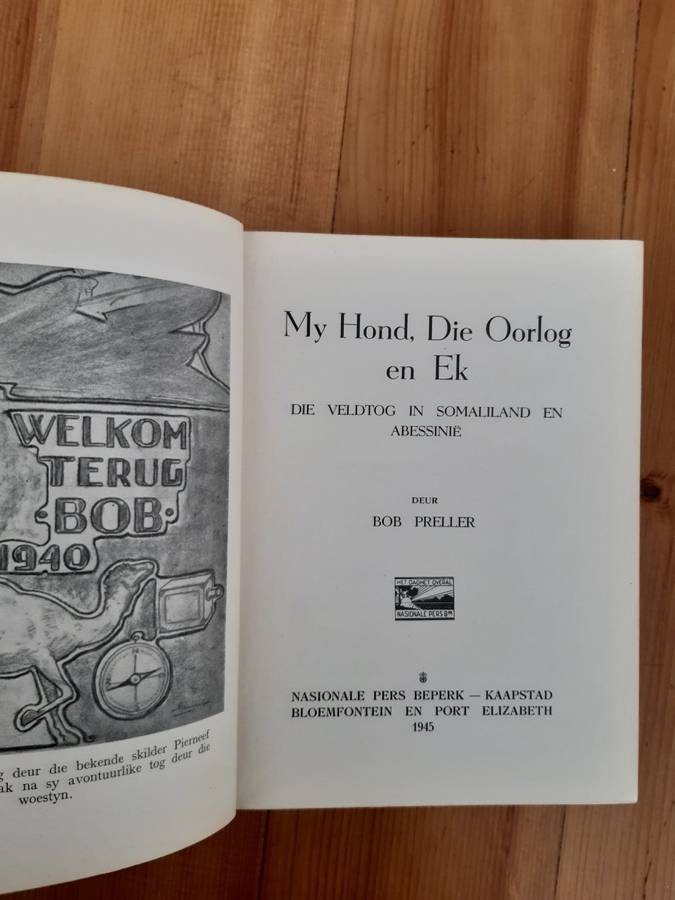 WELKOM
TERUG
·BOB·
1940
deur die bekende skilder Pierneef
na sy avontuurlike tog deur die
woestyn.
My Hond, Die Oorlog
en Ek
DIE VELDTOG IN SOMALILAND EN
ABESSINIË
DEUR
BOB PRELLER
HET DAGHET OVERAL
NASIONALE PERS BPK
NASIONALE PERS BEPERK — KAAPSTAD
BLOEMFONTEIN EN PORT ELIZABETH
1945